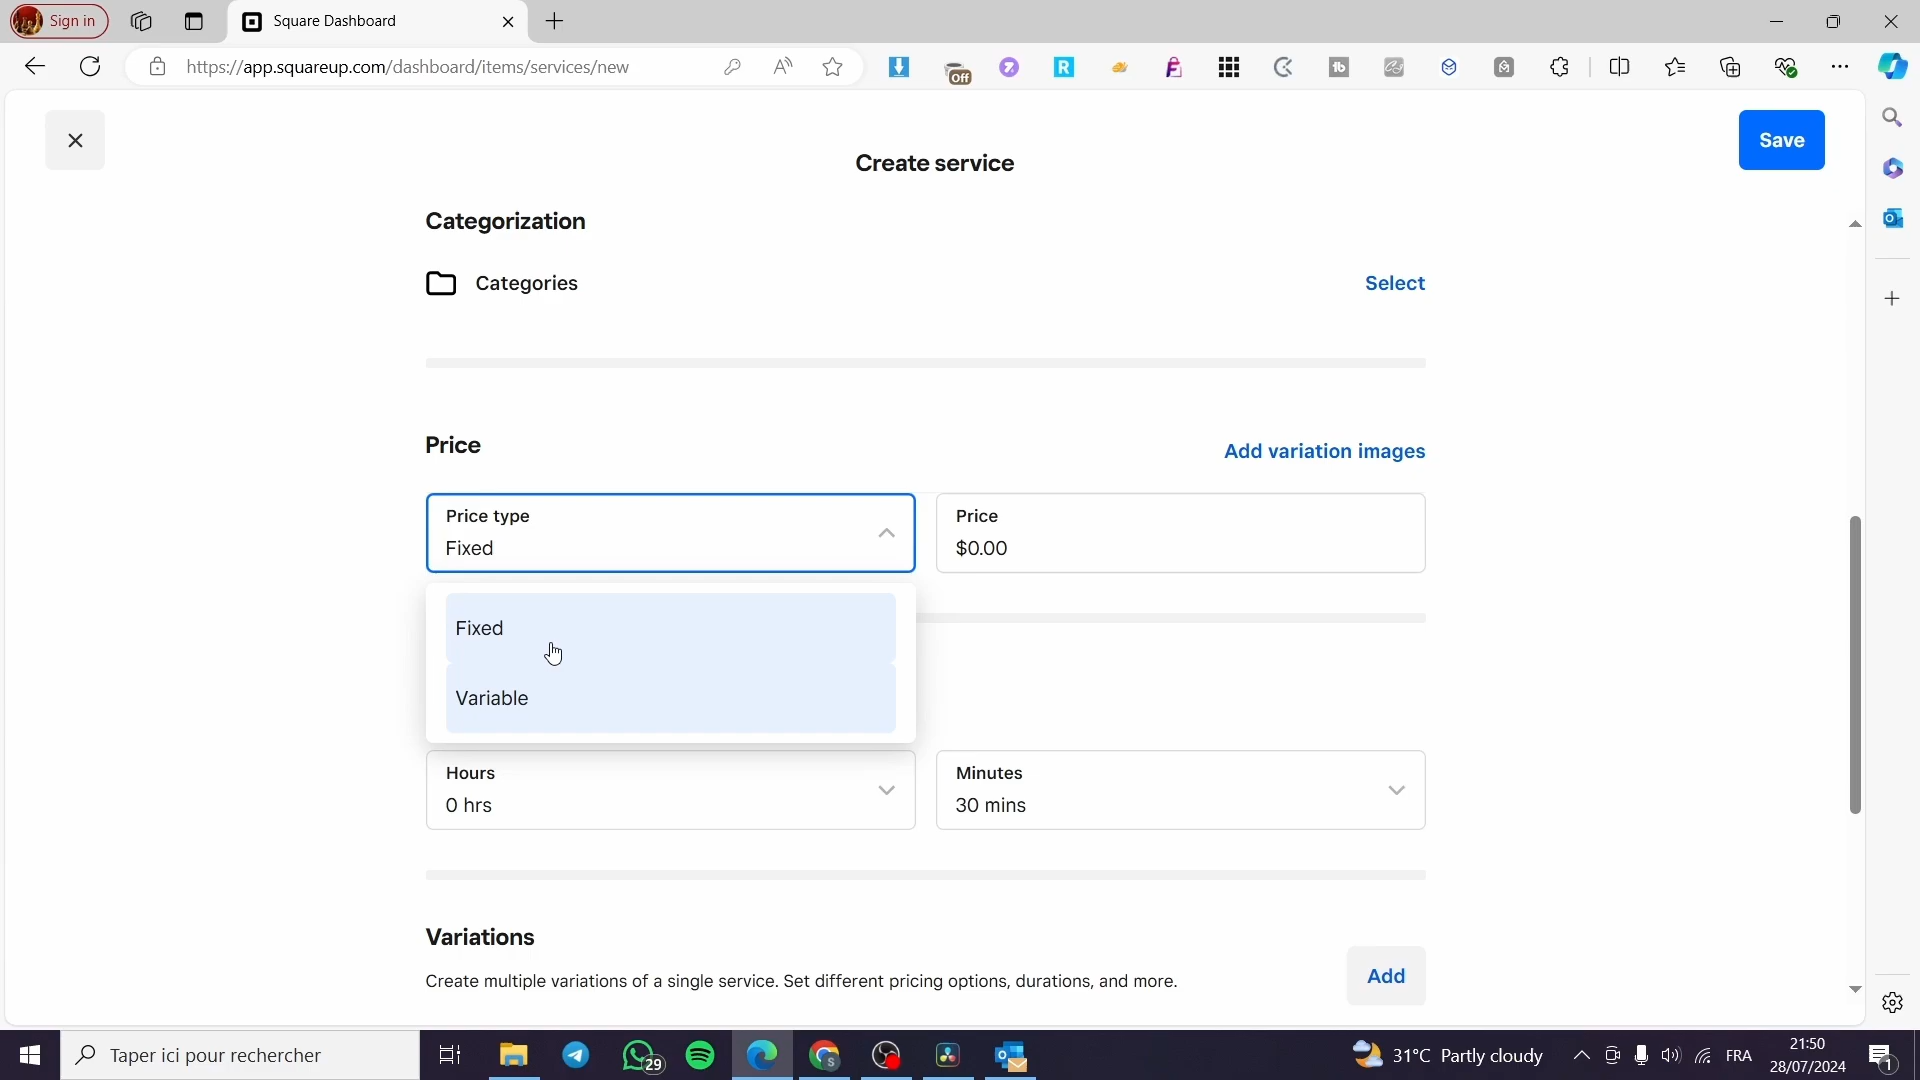 Sign in
Square Dashboard
https://app.squareup.com/dashboard/items/services/new
Off
Save
Create service
Categorization
Categories
Select
Price
Add variation images
Price type
Fixed
Price
$0.00
Fixed
Variable
Hours
0 hrs
Minutes
30 mins
Variations
Create multiple variations of a single service. Set different pricing options, durations, and more.
Add
Taper ici pour rechercher
29
31°C Partly cloudy
FRA
21:50
28/07/2024
1